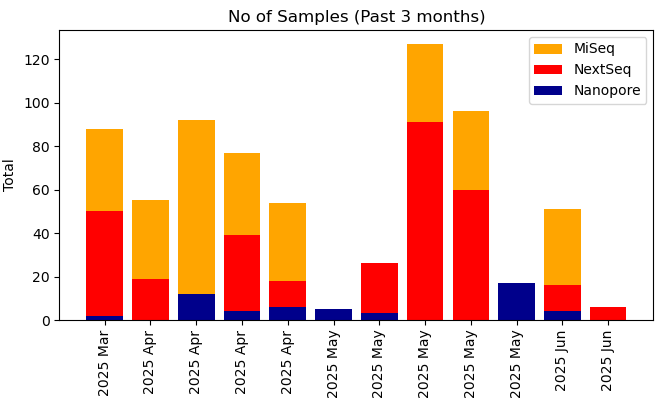 No of Samples (Past 3 months)
MiSeq
NextSeq
Nanopore
Total
120
100
80
60
40
20
0
2025 Mar
2025 Apr
2025 Apr
2025 Apr
2025 Apr
2025 May
2025 May
2025 May
2025 May
2025 May
2025 Jun
2025 Jun